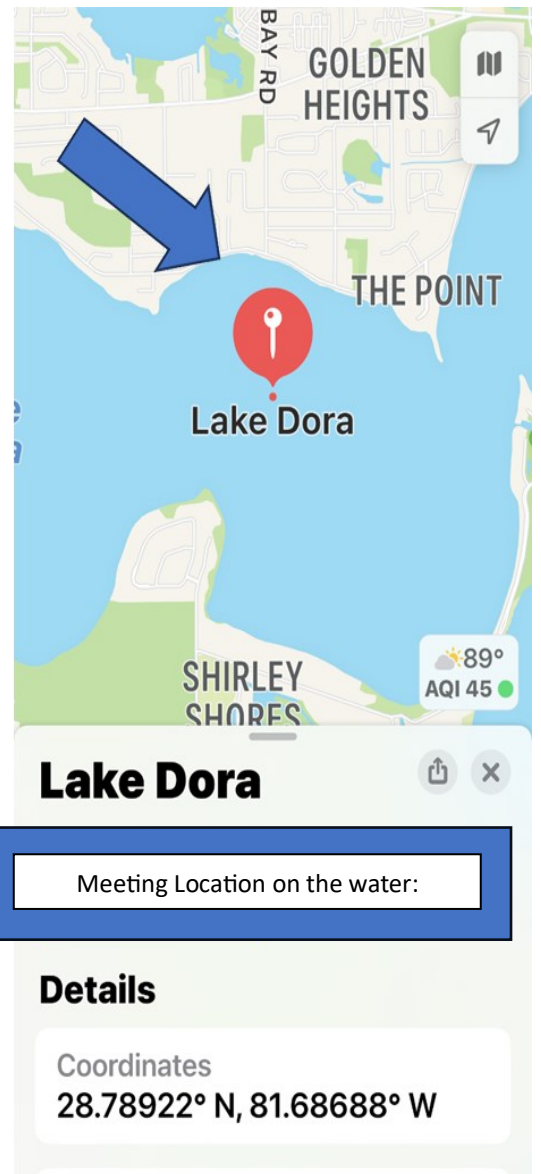 BAY RD
GOLDEN
HEIGHTS
THE POINT
Lake Dora
SHIRLEY
SHORES
89°
AQI 45
Lake Dora
Meeting Location on the water:
Details
Coordinates
28.78922° N, 81.68688° W